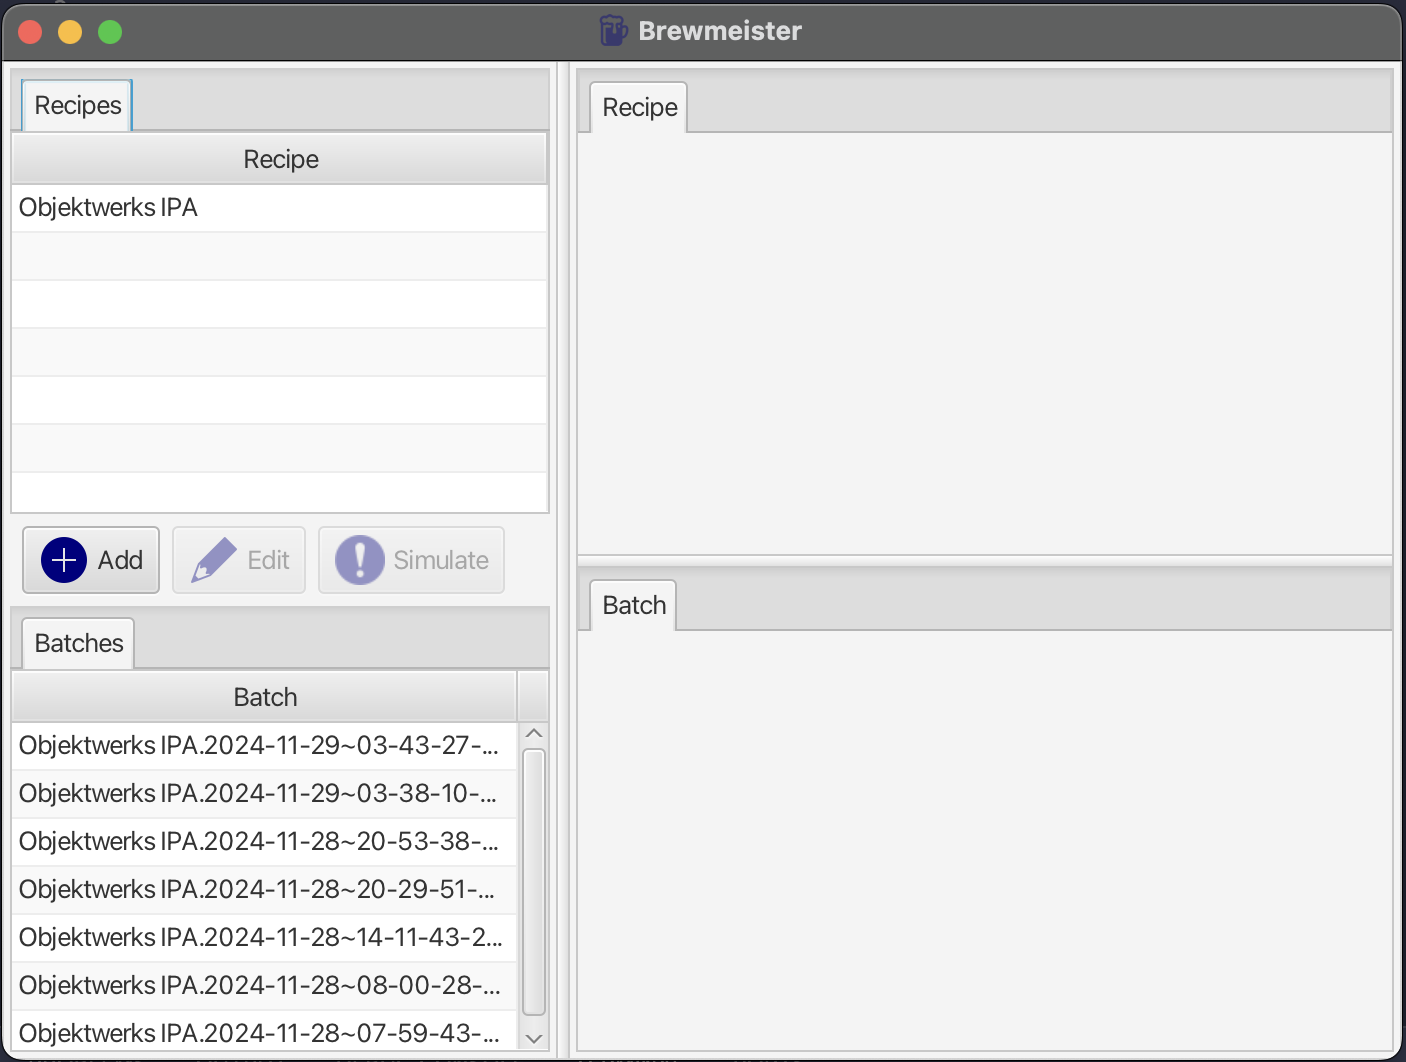 Brewmeister
Recipes
Recipe
Objektwerks IPA
Add
Edit
Simulate
Batches
Batch
Objektwerks IPA.2024-11-29~03-43-27-...
Objektwerks IPA.2024-11-29~03-38-10-...
Objektwerks IPA.2024-11-28~20-53-38-...
Objektwerks IPA.2024-11-28~20-29-51-...
Objektwerks IPA.2024-11-28~14-11-43-2...
Objektwerks IPA.2024-11-28~08-00-28-...
Objektwerks IPA.2024-11-28~07-59-43-...
Recipe
Batch